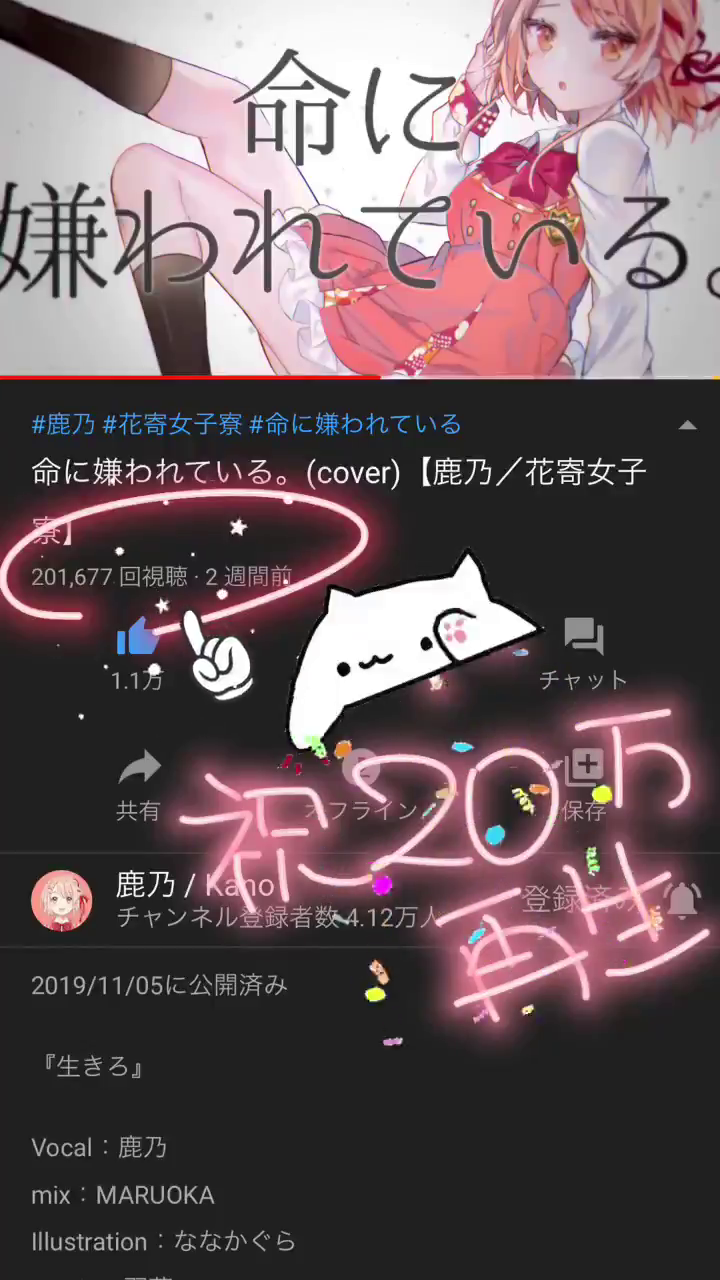 命に
嫌われている。
#鹿乃 #花寄女子寮 #命に嫌われている
命に嫌われている。(cover)【鹿乃／花寄女子
寮】
201,677 回視聴 · 2 週間前
1.1万
チャット
共有
オフライン
保存
祝20万
再生
鹿乃 / Kano
チャンネル登録者数 4.12万人
登録済み
2019/11/05に公開済み
『生きろ』
Vocal：鹿乃
mix：MARUOKA
Illustration：ななかぐら